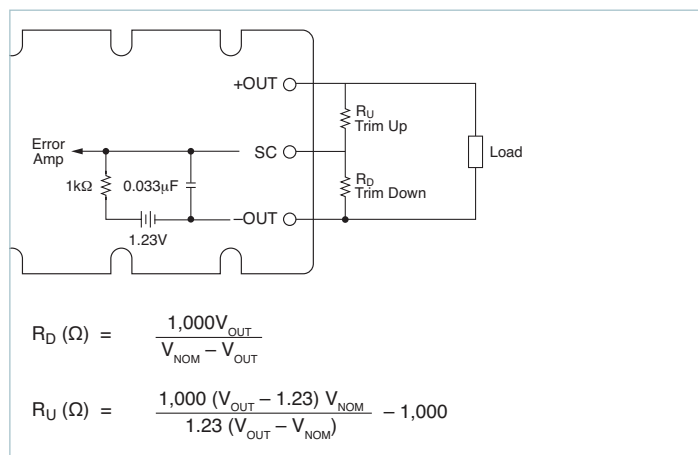 +OUT
R_U
Trim Up
Error
Amp
SC
Load
1kΩ
0.033μF
R_D
Trim Down
–OUT
1.23V
R_D (Ω) = 1,000V_OUT / V_NOM – V_OUT
R_U (Ω) = 1,000 (V_OUT – 1.23) V_NOM / 1.23 (V_OUT – V_NOM) – 1,000